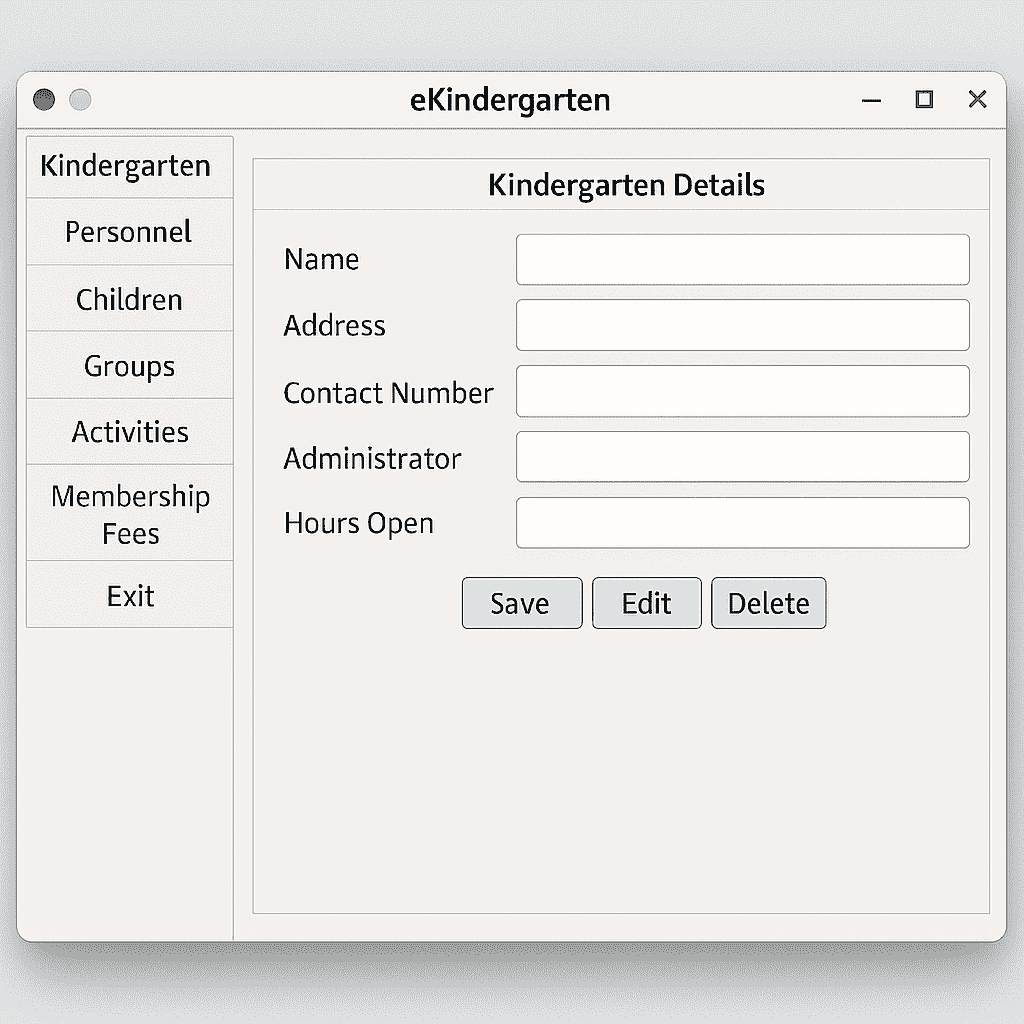 eKindergarten
Kindergarten
Personnel
Children
Groups
Activities
Membership
Fees
Exit
Kindergarten Details
Name
Address
Contact Number
Administrator
Hours Open
Save Edit Delete